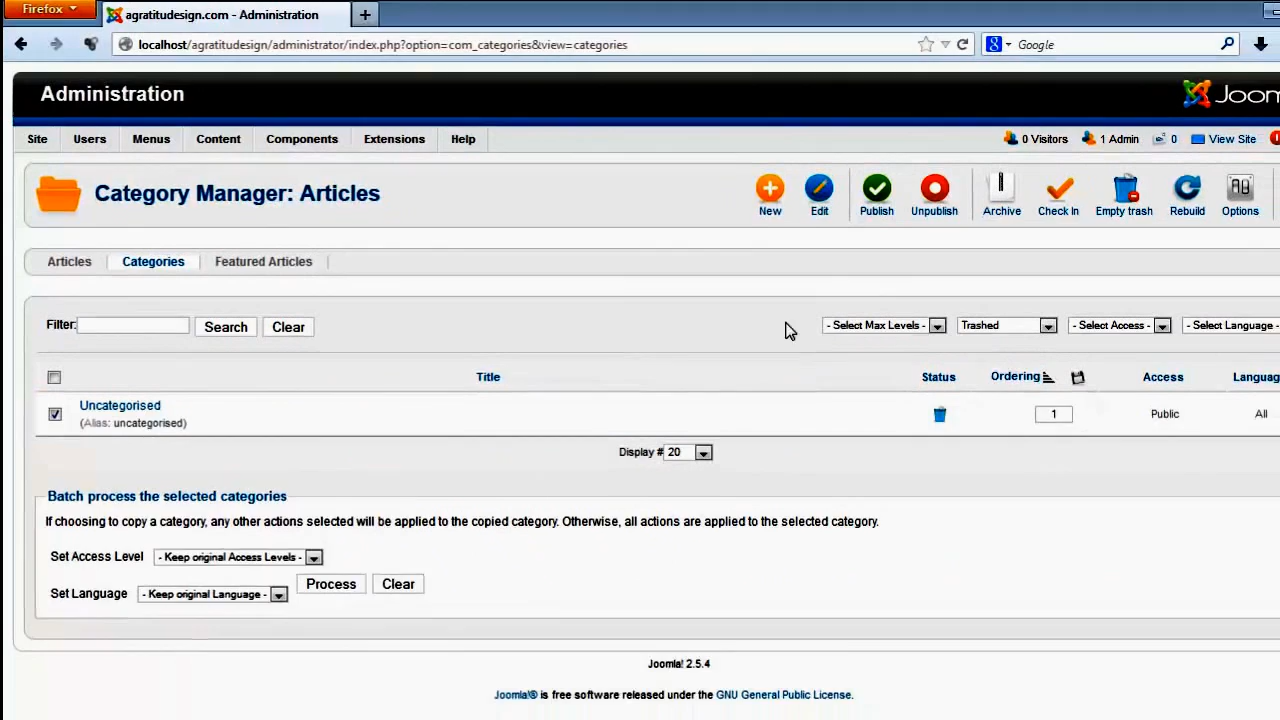 Firefox
agratitudesign.com - Administration
localhost/agratitudesign/administrator/index.php?option=com_categories&view=categories
Google
Administration
Site Users Menus Content Components Extensions Help
0 Visitors 1 Admin 0 View Site
Category Manager: Articles
New Edit Publish Unpublish Archive Check In Empty trash Rebuild Options
Articles Categories Featured Articles
Filter: Search Clear
- Select Max Levels - Trashed - Select Access - - Select Language -
Title Status Ordering Access
Uncategorised 1 Public All
(Alias: uncategorised)
Display # 20
Batch process the selected categories
If choosing to copy a category, any other actions selected will be applied to the copied category. Otherwise, all actions are applied to the selected category.
Set Access Level - Keep original Access Levels -
Set Language - Keep original Language - Process Clear
Joomla! 2.5.4
Joomla!® is free software released under the GNU General Public License.